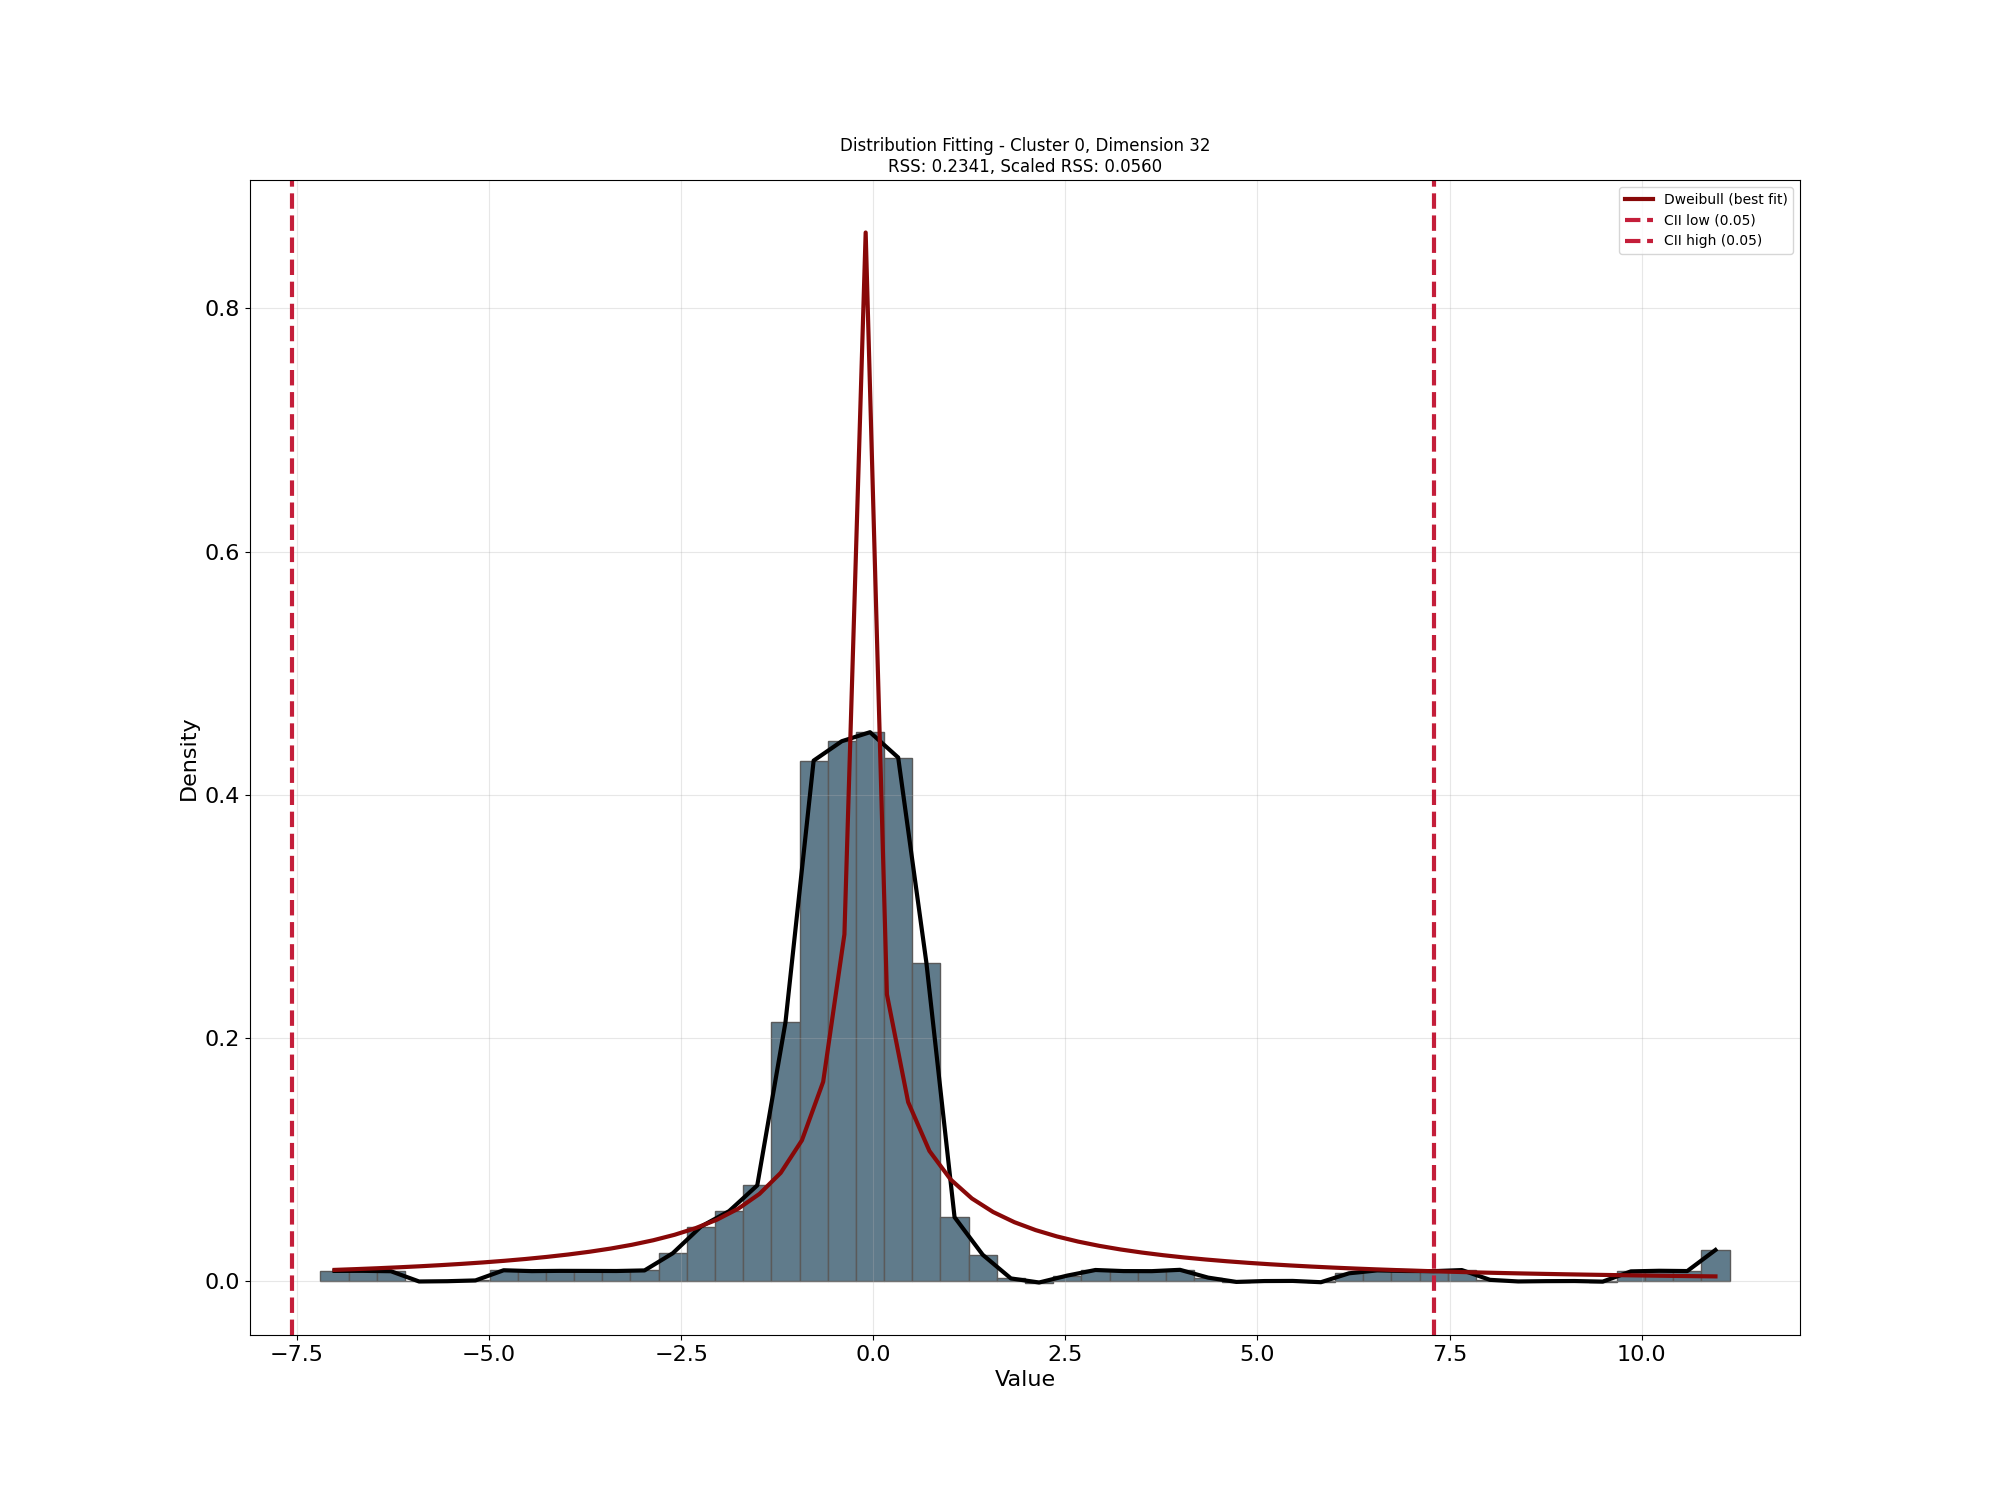 Distribution Fitting - Cluster 0, Dimension 32
RSS: 0.2341, Scaled RSS: 0.0560
Dweibull (best fit)
CII low (0.05)
CII high (0.05)
Density
0.8
0.6
0.4
0.2
0.0
−7.5 −5.0 −2.5 0.0 2.5 5.0 7.5 10.0
Value